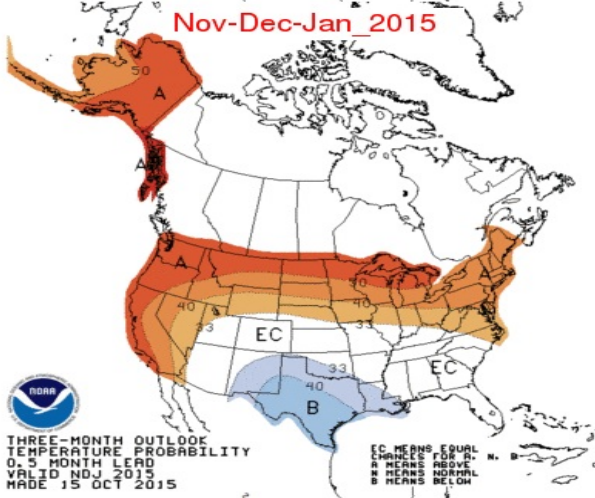 Nov-Dec-Jan_2015
50
A
A
A
A
50
40
40
33
33
EC
EC
33
40
B
NOAA
THREE-MONTH OUTLOOK
TEMPERATURE PROBABILITY
0.5 MONTH LEAD
VALID NDJ 2015
MADE 15 OCT 2015
EC MEANS EQUAL
CHANCES FOR A, N, B
A MEANS ABOVE
N MEANS NORMAL
B MEANS BELOW